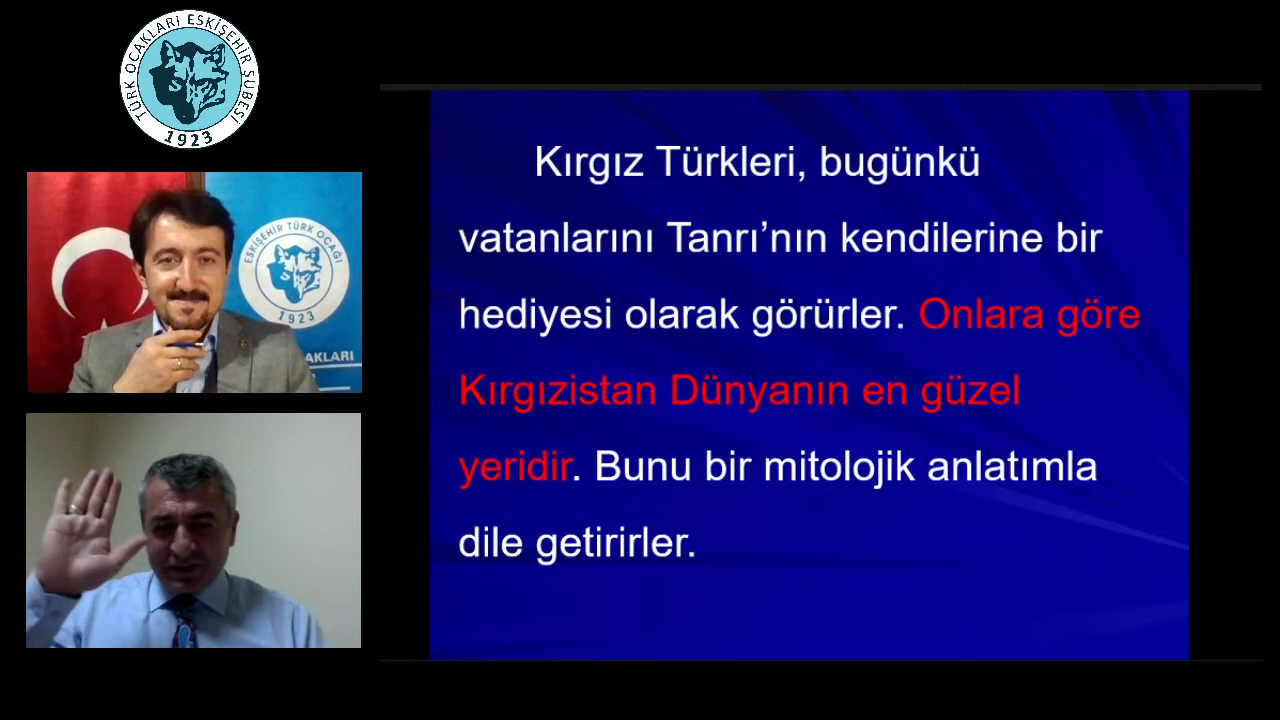 TÜRK OCAKLARI ESKİŞEHİR ŞUBESİ
1923
ESKİŞEHİR TÜRK OCAĞI
1923
AKLARI
Kırgız Türkleri, bugünkü
vatanlarını Tanrı’nın kendilerine bir
hediyesi olarak görürler. Onlara göre
Kırgızistan Dünyanın en güzel
yeridir. Bunu bir mitolojik anlatımla
dile getirirler.